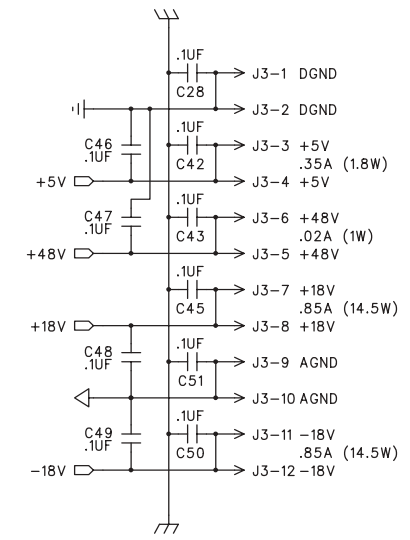 .1UF
J3-1 DGND
C28
J3-2 DGND
C46
.1UF
.1UF
J3-3 +5V
C42
.35A (1.8W)
+5V
J3-4 +5V
C47
.1UF
.1UF
J3-6 +48V
C43
.02A (1W)
+48V
J3-5 +48V
.1UF
J3-7 +18V
C45
.85A (14.5W)
+18V
J3-8 +18V
C48
.1UF
.1UF
J3-9 AGND
C51
J3-10 AGND
C49
.1UF
.1UF
J3-11 -18V
C50
.85A (14.5W)
-18V
J3-12 -18V